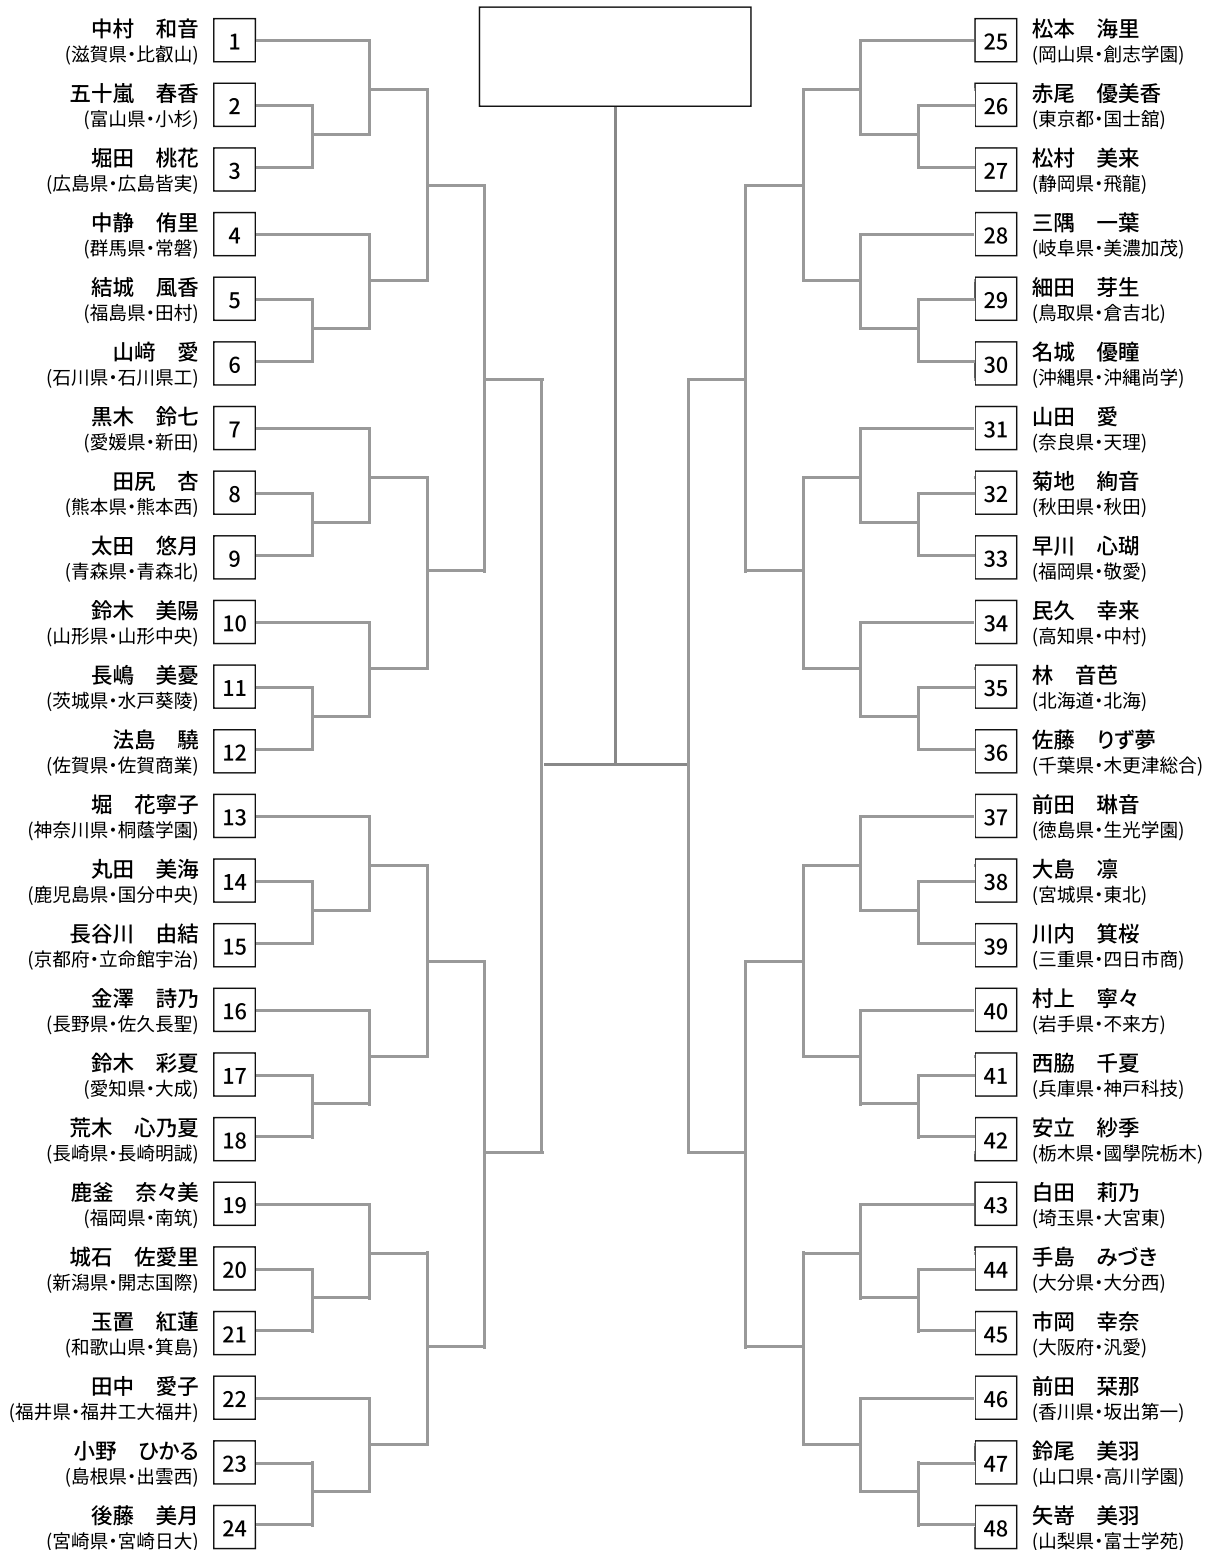 中村　和音
(滋賀県・比叡山)
1
五十嵐　春香
(富山県・小杉)
2
堀田　桃花
(広島県・広島皆実)
3
中静　侑里
(群馬県・常磐)
4
結城　風香
(福島県・田村)
5
山﨑　愛
(石川県・石川県工)
6
黒木　鈴七
(愛媛県・新田)
7
田尻　杏
(熊本県・熊本西)
8
太田　悠月
(青森県・青森北)
9
鈴木　美陽
(山形県・山形中央)
10
長嶋　美憂
(茨城県・水戸葵陵)
11
法島　驍
(佐賀県・佐賀商業)
12
堀　花寧子
(神奈川県・桐蔭学園)
13
丸田　美海
(鹿児島県・国分中央)
14
長谷川　由結
(京都府・立命館宇治)
15
金澤　詩乃
(長野県・佐久長聖)
16
鈴木　彩夏
(愛知県・大成)
17
荒木　心乃夏
(長崎県・長崎明誠)
18
鹿釜　奈々美
(福岡県・南筑)
19
城石　佐愛里
(新潟県・開志国際)
20
玉置　紅蓮
(和歌山県・箕島)
21
田中　愛子
(福井県・福井工大福井)
22
小野　ひかる
(島根県・出雲西)
23
後藤　美月
(宮崎県・宮崎日大)
24
25
松本　海里
(岡山県・創志学園)
26
赤尾　優美香
(東京都・国士舘)
27
松村　美来
(静岡県・飛龍)
28
三隅　一葉
(岐阜県・美濃加茂)
29
細田　芽生
(鳥取県・倉吉北)
30
名城　優瞳
(沖縄県・沖縄尚学)
31
山田　愛
(奈良県・天理)
32
菊地　絢音
(秋田県・秋田)
33
早川　心瑚
(福岡県・敬愛)
34
民久　幸来
(高知県・中村)
35
林　音芭
(北海道・北海)
36
佐藤　りず夢
(千葉県・木更津総合)
37
前田　琳音
(徳島県・生光学園)
38
大島　凛
(宮城県・東北)
39
川内　箕桜
(三重県・四日市商)
40
村上　寧々
(岩手県・不来方)
41
西脇　千夏
(兵庫県・神戸科技)
42
安立　紗季
(栃木県・國學院栃木)
43
白田　莉乃
(埼玉県・大宮東)
44
手島　みづき
(大分県・大分西)
45
市岡　幸奈
(大阪府・汎愛)
46
前田　栞那
(香川県・坂出第一)
47
鈴尾　美羽
(山口県・高川学園)
48
矢嵜　美羽
(山梨県・富士学苑)